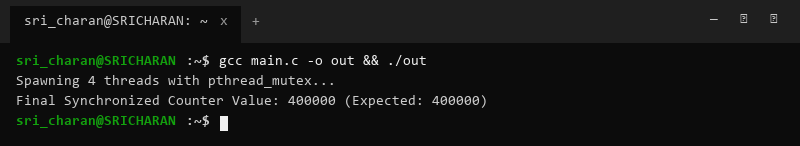 sri_charan@SRICHARAN: ~ x +
sri_charan@SRICHARAN :~$ gcc main.c -o out && ./out
Spawning 4 threads with pthread_mutex...
Final Synchronized Counter Value: 400000 (Expected: 400000)
sri_charan@SRICHARAN :~$